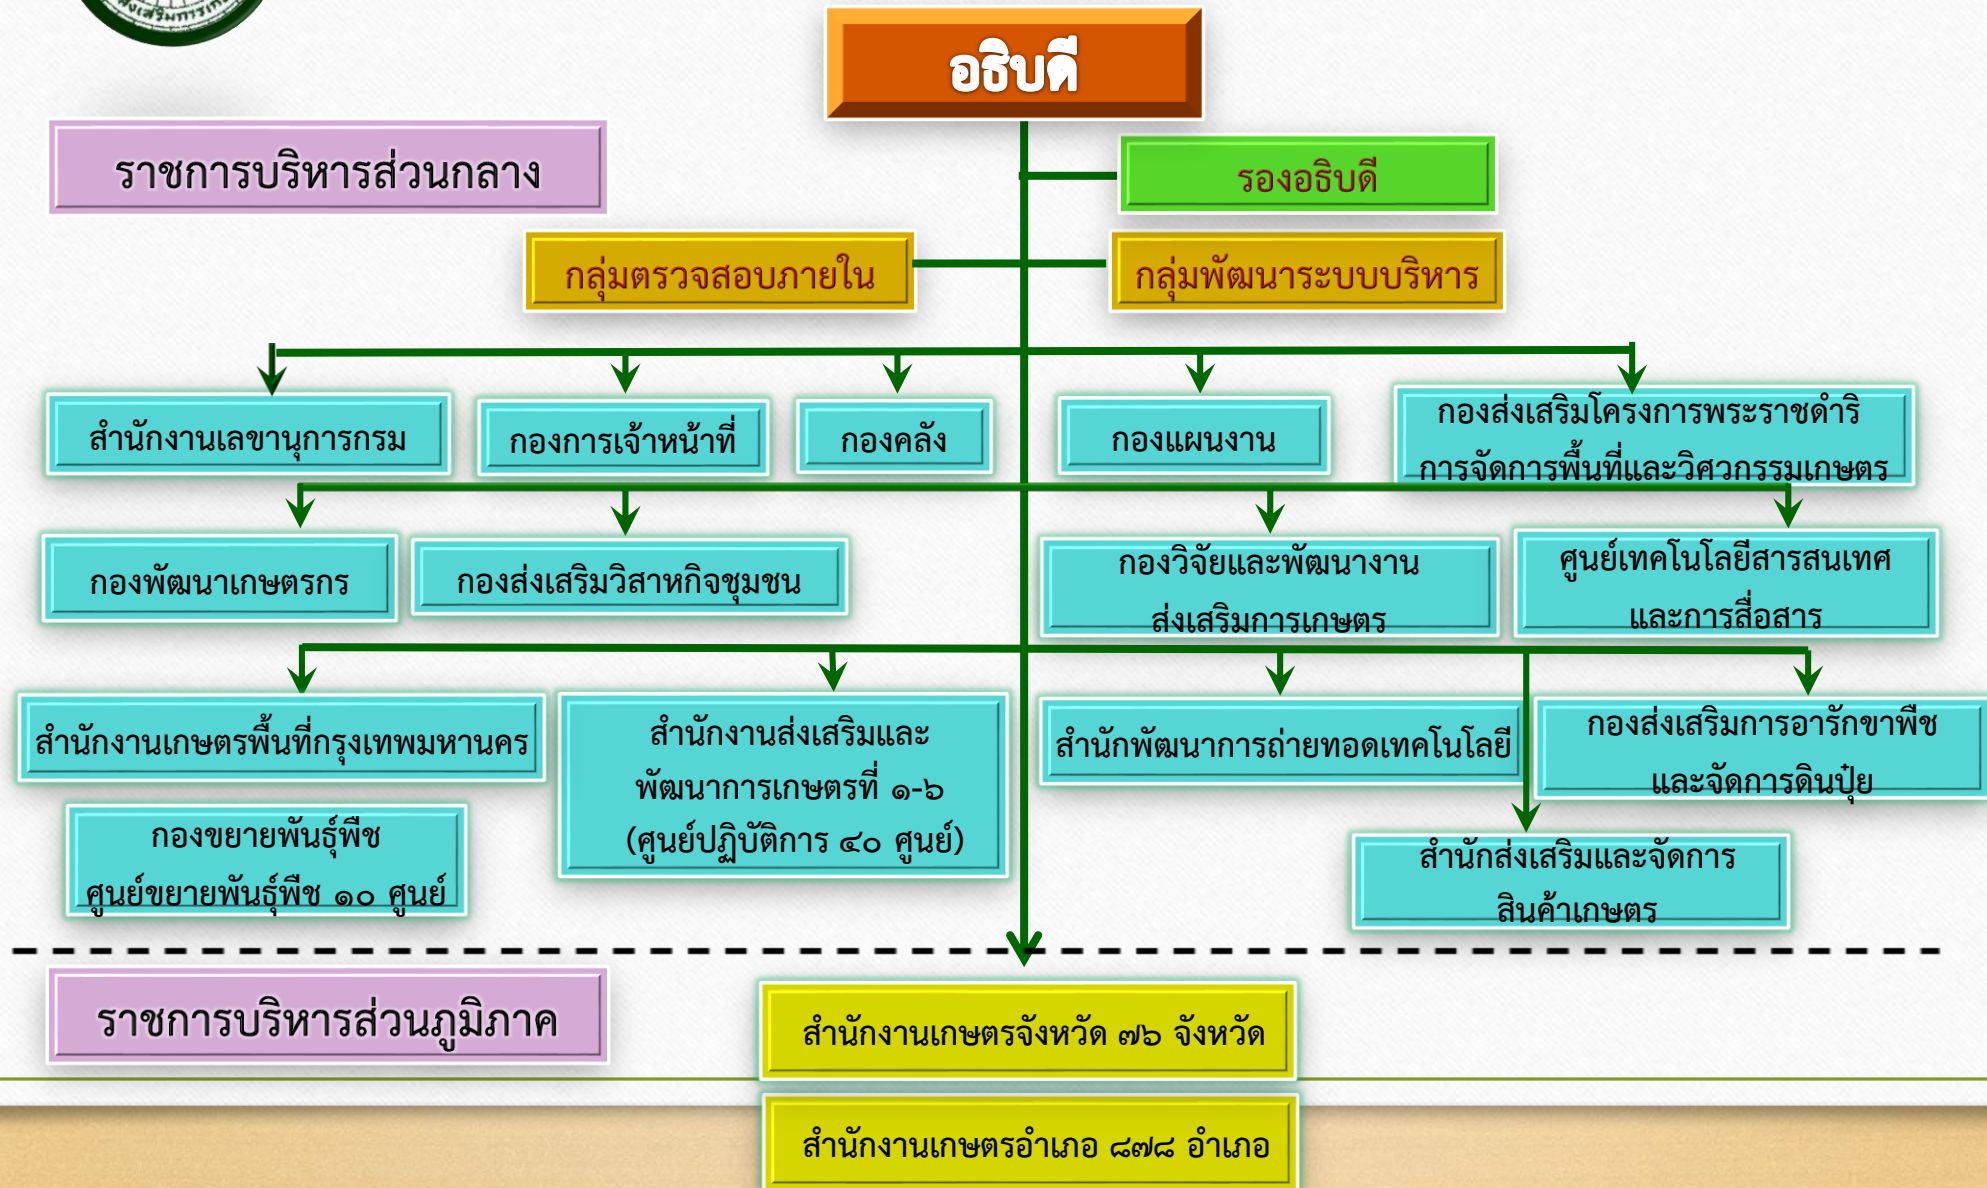 ส่งเสริมการเกษ
อธิบดี
ราชการบริหารส่วนกลาง
รองอธิบดี
กลุ่มตรวจสอบภายใน
กลุ่มพัฒนาระบบบริหาร
สำนักงานเลขานุการกรม
กองการเจ้าหน้าที่
กองคลัง
กองแผนงาน
กองส่งเสริมโครงการพระราชดำริ
การจัดการพื้นที่และวิศวกรรมเกษตร
กองพัฒนาเกษตรกร
กองส่งเสริมวิสาหกิจชุมชน
กองวิจัยและพัฒนางาน
ส่งเสริมการเกษตร
ศูนย์เทคโนโลยีสารสนเทศ
และการสื่อสาร
สำนักงานเกษตรพื้นที่กรุงเทพมหานคร
สำนักงานส่งเสริมและ
พัฒนาการเกษตรที่ ๑-๖
(ศูนย์ปฏิบัติการ ๔๐ ศูนย์)
สำนักพัฒนาการถ่ายทอดเทคโนโลยี
กองส่งเสริมการอารักขาพืช
และจัดการดินปุ๋ย
กองขยายพันธุ์พืช
ศูนย์ขยายพันธุ์พืช ๑๐ ศูนย์
สำนักส่งเสริมและจัดการ
สินค้าเกษตร
ราชการบริหารส่วนภูมิภาค
สำนักงานเกษตรจังหวัด ๗๖ จังหวัด
สำนักงานเกษตรอำเภอ ๘๗๘ อำเภอ